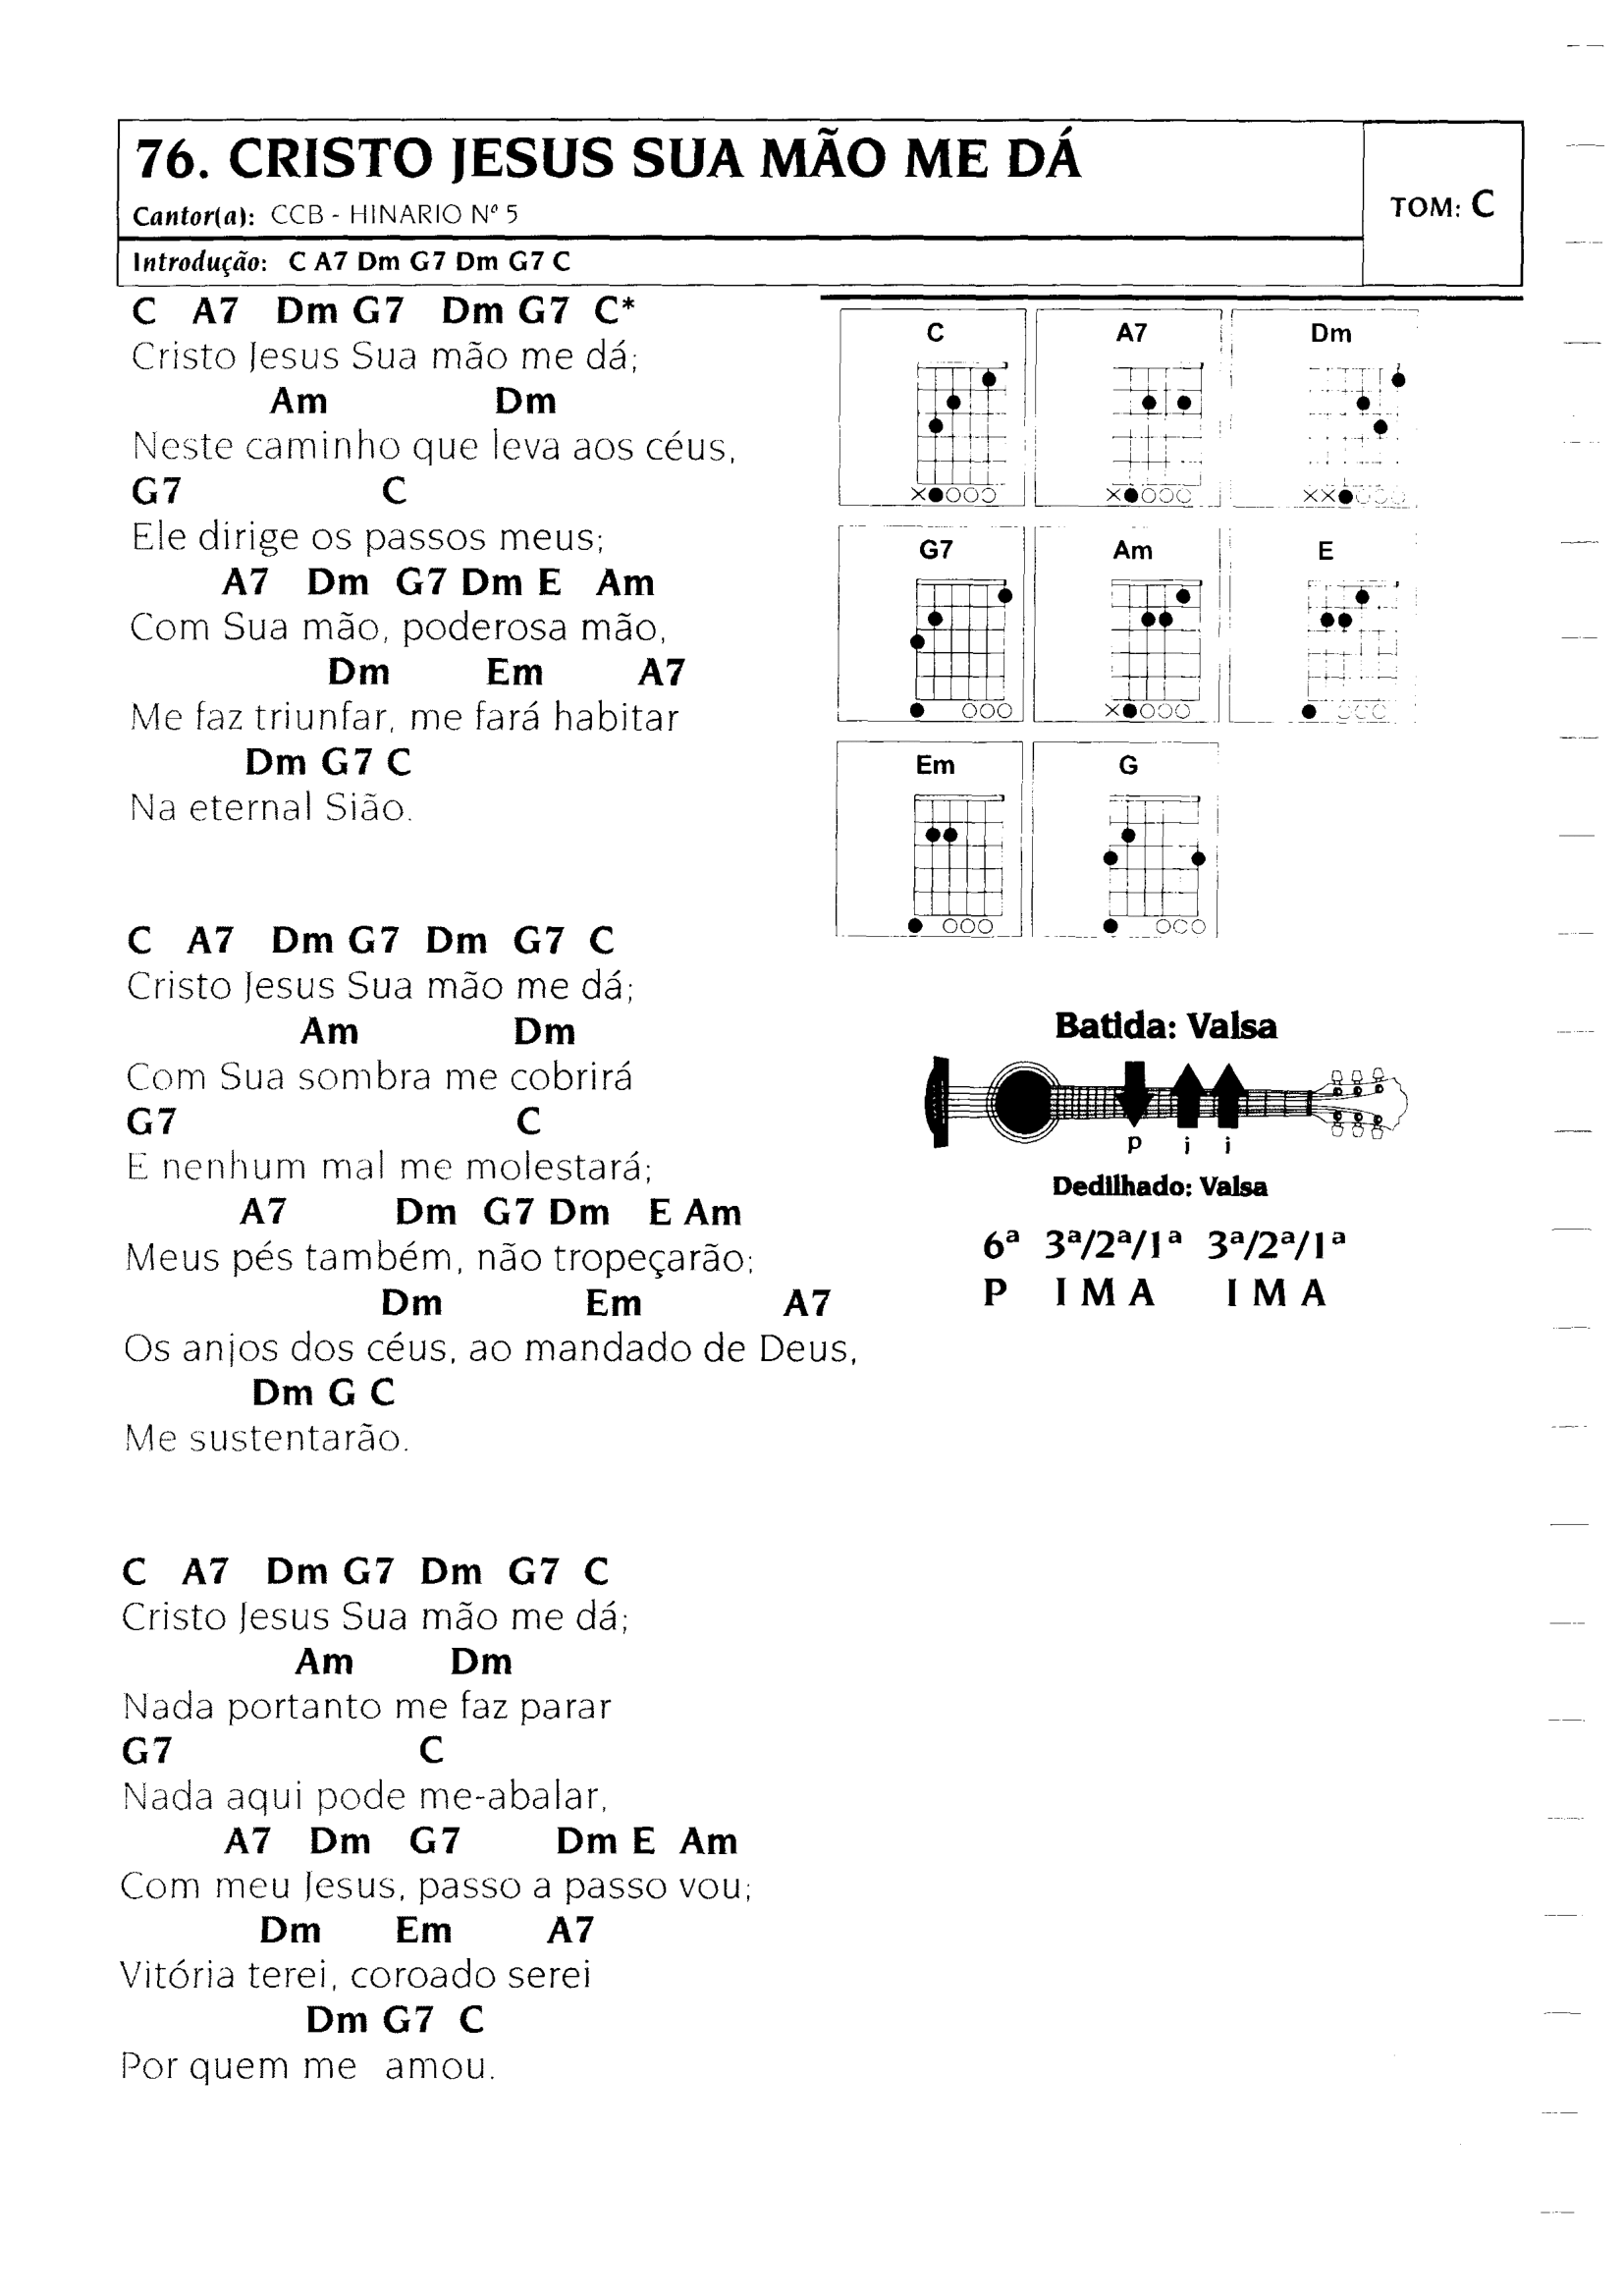 76. CRISTO JESUS SUA MÃO ME DÁ
Cantor(a): CCB - HINARIO Nº 5
TOM: C
Introdução: C A7 Dm G7 Dm G7 C
C A7 Dm G7 Dm G7 C*
Cristo Jesus Sua mão me dá;
Am Dm
Neste caminho que leva aos céus,
G7 C
Ele dirige os passos meus;
A7 Dm G7 Dm E Am
Com Sua mão, poderosa mão,
Dm Em A7
Me faz triunfar, me fará habitar
Dm G7 C
Na eternal Sião.
C A7 Dm G7 Dm G7 C
Cristo Jesus Sua mão me dá;
Am Dm
Com Sua sombra me cobrirá
G7 C
E nenhum mal me molestará;
A7 Dm G7 Dm E Am
Meus pés também, não tropeçarão;
Dm Em A7
Os anjos dos céus, ao mandado de Deus,
Dm G C
Me sustentarão.
C A7 Dm G7 Dm G7 C
Cristo Jesus Sua mão me dá;
Am Dm
Nada portanto me faz parar
G7 C
Nada aqui pode me-abalar,
A7 Dm G7 Dm E Am
Com meu Jesus, passo a passo vou;
Dm Em A7
Vitória terei, coroado serei
Dm G7 C
Por quem me amou.
C A7 Dm
G7 Am E
Em G
Batida: Valsa
p i i
Dedilhado: Valsa
6ª 3ª/2ª/1ª 3ª/2ª/1ª
P I M A I M A